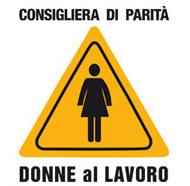 CONSIGLIERA DI PARITÀ
DONNE al LAVORO